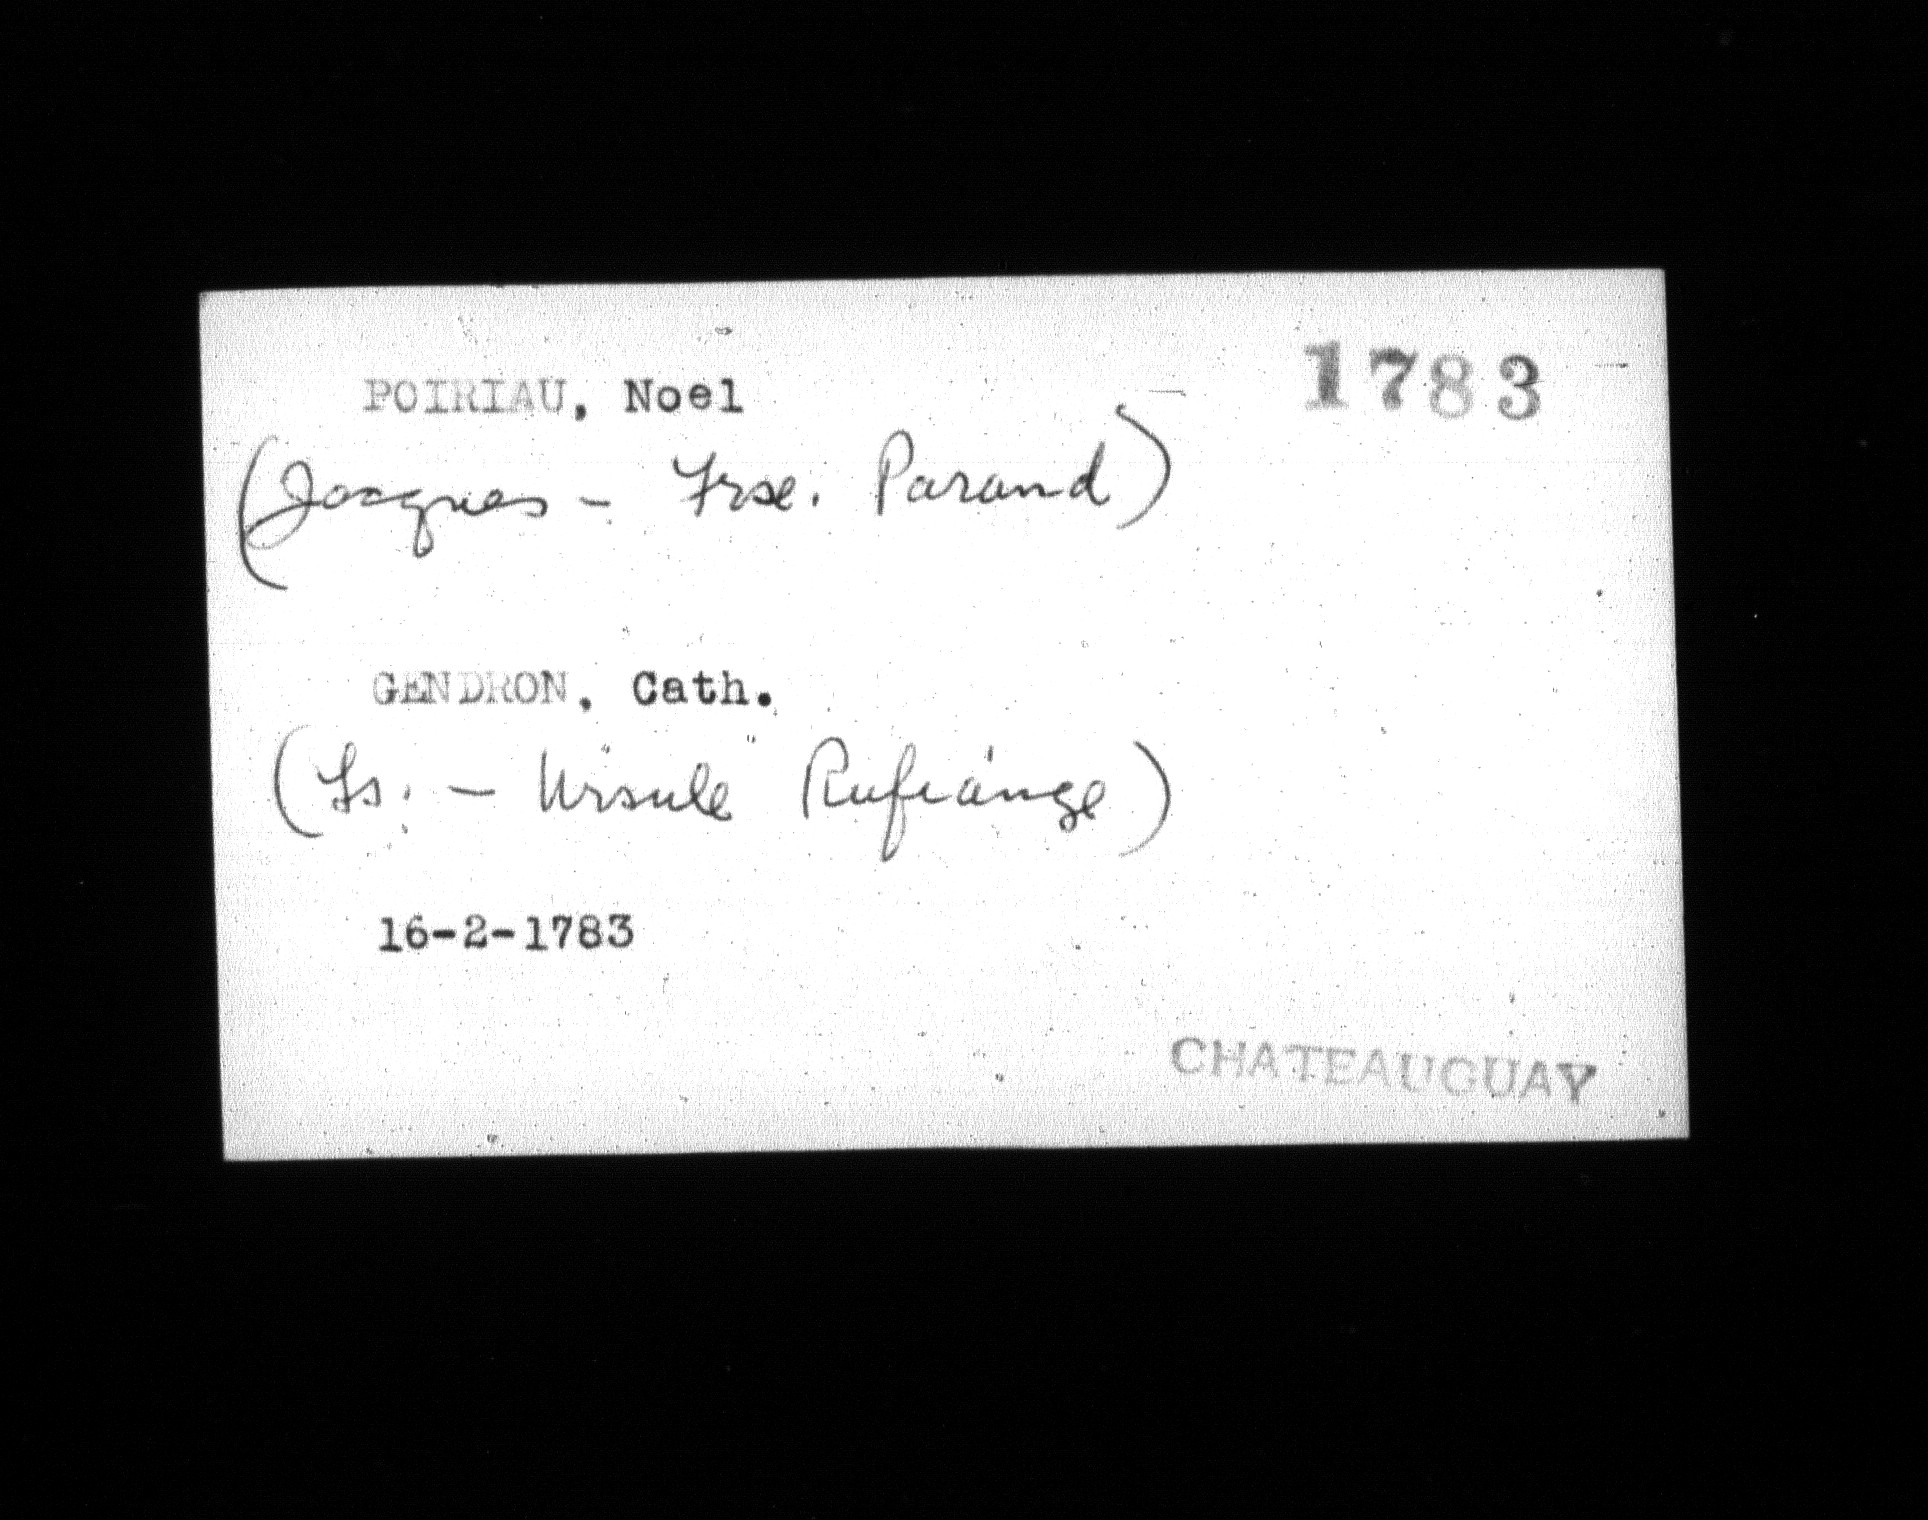 POIRIAU, Noel
1783
(Jacques - Frse. Parand)
GENDRON, Cath.
(Ls. - Ursule Rufiange)
16-2-1783
CHATEAUGUAY